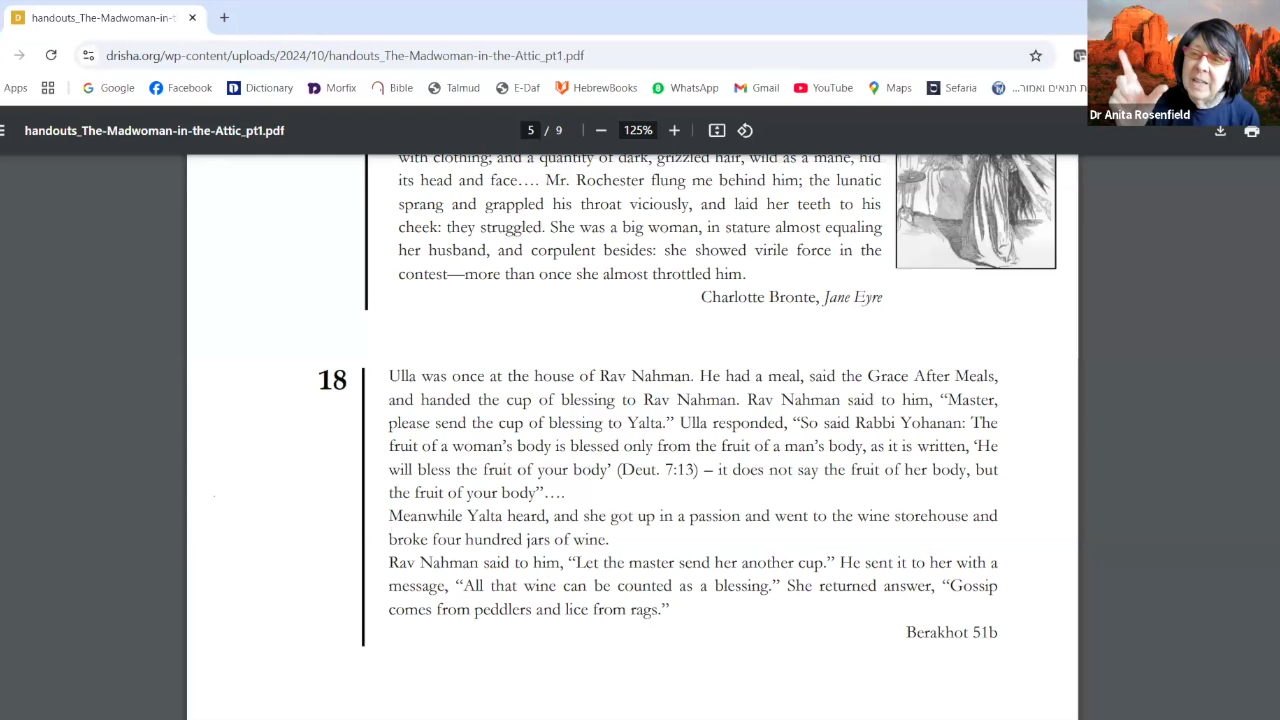 handouts_The-Madwoman-in-t
drisha.org/wp-content/uploads/2024/10/handouts_The-Madwoman-in-the-Attic_pt1.pdf
Apps Google Facebook Dictionary Morfix Bible Talmud E-Daf HebrewBooks WhatsApp Gmail YouTube Maps Sefaria ת תנאים ואמור...
Dr Anita Rosenfield
handouts_The-Madwoman-in-the-Attic_pt1.pdf 5 / 9 125%
with clothing; and a quantity of dark, grizzled hair, wild as a mane, hid
its head and face…. Mr. Rochester flung me behind him; the lunatic
sprang and grappled his throat viciously, and laid her teeth to his
cheek: they struggled. She was a big woman, in stature almost equaling
her husband, and corpulent besides: she showed virile force in the
contest—more than once she almost throttled him.
Charlotte Bronte, Jane Eyre
18
Ulla was once at the house of Rav Nahman. He had a meal, said the Grace After Meals,
and handed the cup of blessing to Rav Nahman. Rav Nahman said to him, “Master,
please send the cup of blessing to Yalta.” Ulla responded, “So said Rabbi Yohanan: The
fruit of a woman’s body is blessed only from the fruit of a man’s body, as it is written, ‘He
will bless the fruit of your body’ (Deut. 7:13) – it does not say the fruit of her body, but
the fruit of your body”….
Meanwhile Yalta heard, and she got up in a passion and went to the wine storehouse and
broke four hundred jars of wine.
Rav Nahman said to him, “Let the master send her another cup.” He sent it to her with a
message, “All that wine can be counted as a blessing.” She returned answer, “Gossip
comes from peddlers and lice from rags.”
Berakhot 51b